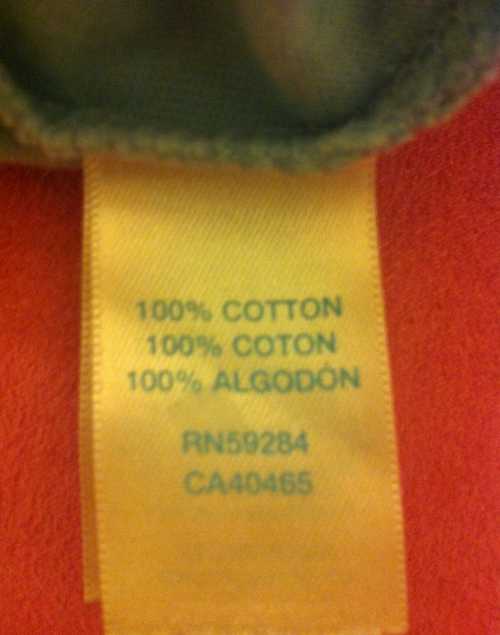 100% COTTON
100% COTON
100% ALGODÓN
RN59284
CA40465